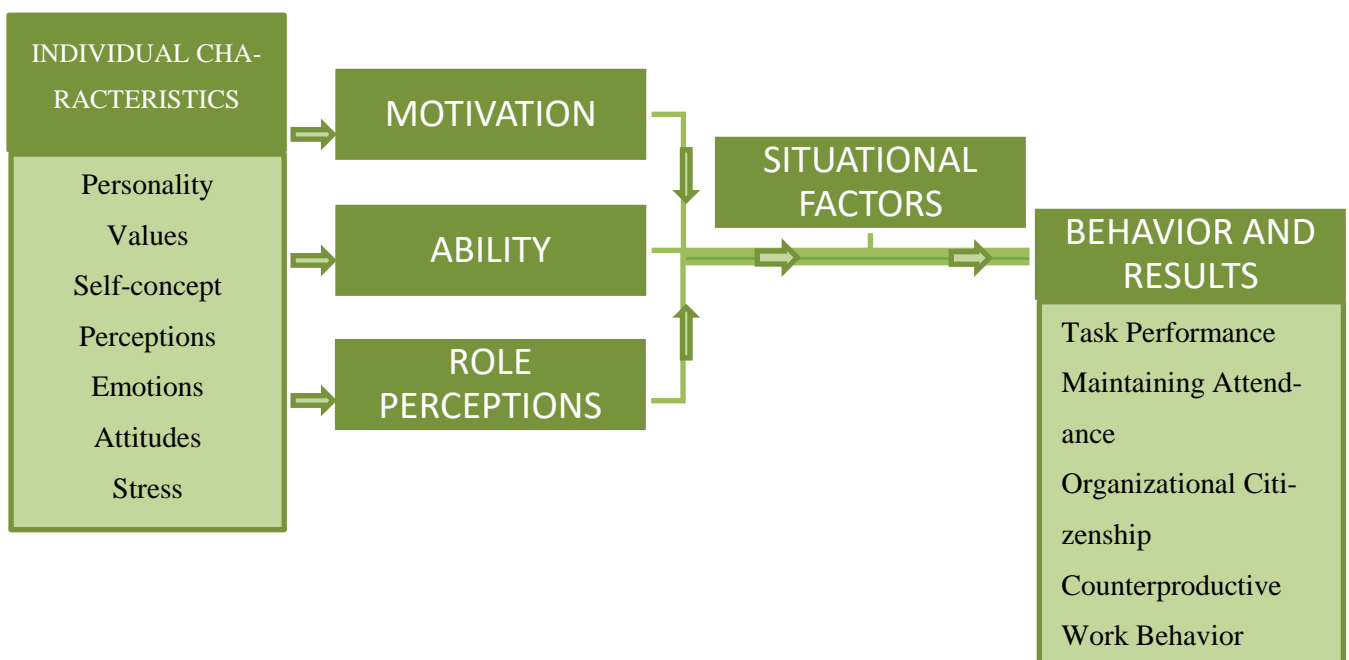 INDIVIDUAL CHA-
RACTERISTICS
Personality
Values
Self-concept
Perceptions
Emotions
Attitudes
Stress
MOTIVATION
ABILITY
ROLE
PERCEPTIONS
SITUATIONAL
FACTORS
BEHAVIOR AND
RESULTS
Task Performance
Maintaining Attend-
ance
Organizational Citi-
zenship
Counterproductive
Work Behavior